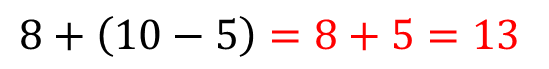 8 + (10 − 5) = 8 + 5 = 13